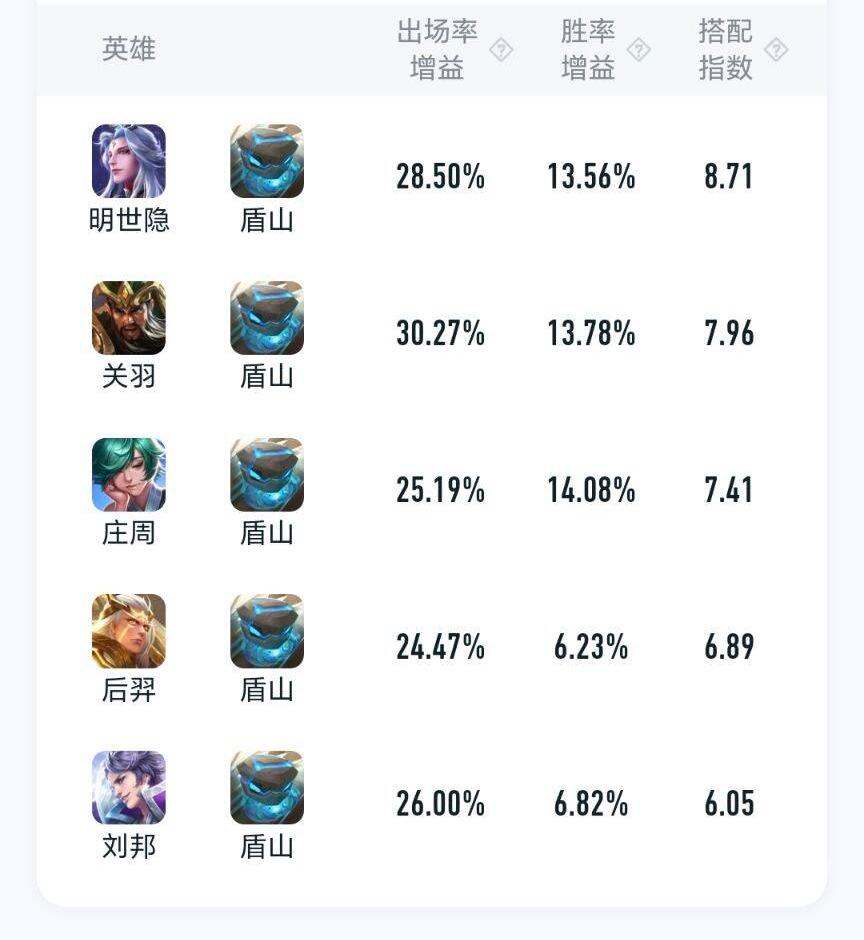 英雄
出场率
增益
胜率
增益
搭配
指数
明世隐 盾山 28.50% 13.56% 8.71
关羽 盾山 30.27% 13.78% 7.96
庄周 盾山 25.19% 14.08% 7.41
后羿 盾山 24.47% 6.23% 6.89
刘邦 盾山 26.00% 6.82% 6.05